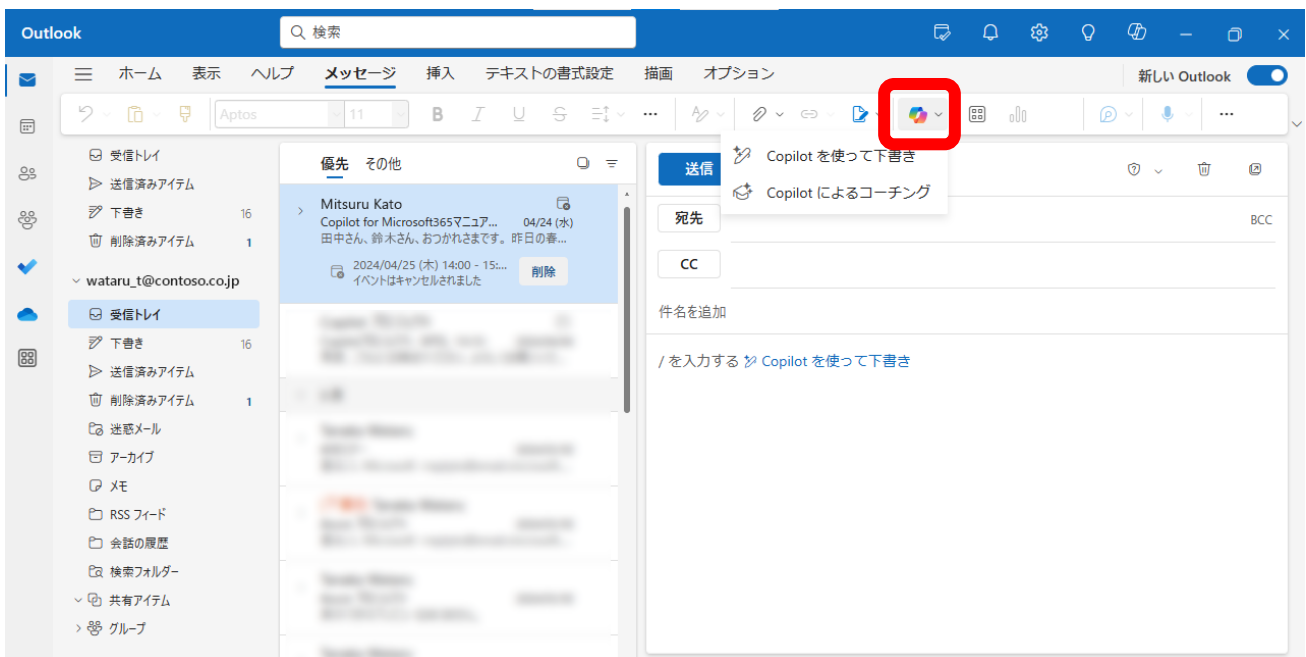 Outlook
検索
ホーム 表示 ヘルプ メッセージ 挿入 テキストの書式設定 描画 オプション
新しい Outlook
Aptos 11
Copilot を使って下書き
Copilot によるコーチング
受信トレイ
送信済みアイテム
下書き 16
削除済みアイテム 1
wataru_t@contoso.co.jp
受信トレイ
下書き 16
送信済みアイテム
削除済みアイテム 1
迷惑メール
アーカイブ
メモ
RSS フィード
会話の履歴
検索フォルダー
共有アイテム
グループ
優先 その他
Mitsuru Kato
Copilot for Microsoft365マニュア... 04/24 (水)
田中さん、鈴木さん、おつかれさまです。昨日の春...
2024/04/25 (木) 14:00 - 15:...
イベントはキャンセルされました
削除
送信
宛先
BCC
CC
件名を追加
/ を入力する Copilot を使って下書き